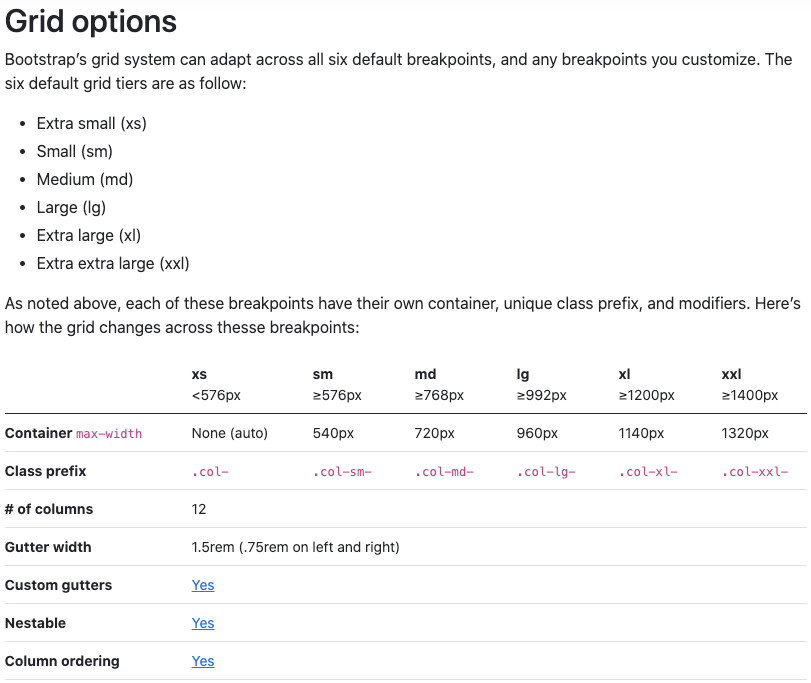 Grid options
Bootstrap’s grid system can adapt across all six default breakpoints, and any breakpoints you customize. The
six default grid tiers are as follow:
• Extra small (xs)
• Small (sm)
• Medium (md)
• Large (lg)
• Extra large (xl)
• Extra extra large (xxl)
As noted above, each of these breakpoints have their own container, unique class prefix, and modifiers. Here’s
how the grid changes across thesse breakpoints:
xs sm md lg xl xxl
<576px ≥576px ≥768px ≥992px ≥1200px ≥1400px
Container max-width None (auto) 540px 720px 960px 1140px 1320px
Class prefix .col- .col-sm- .col-md- .col-lg- .col-xl- .col-xxl-
# of columns 12
Gutter width 1.5rem (.75rem on left and right)
Custom gutters Yes
Nestable Yes
Column ordering Yes